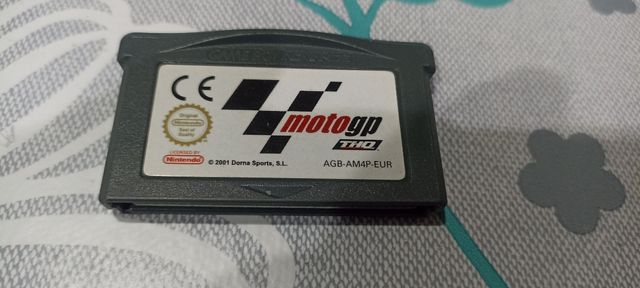 CE
motogp
THQ
Original
Nintendo
Seal of
Quality
LICENSED BY
Nintendo
© 2001 Dorna Sports, S.L.
AGB-AM4P-EUR